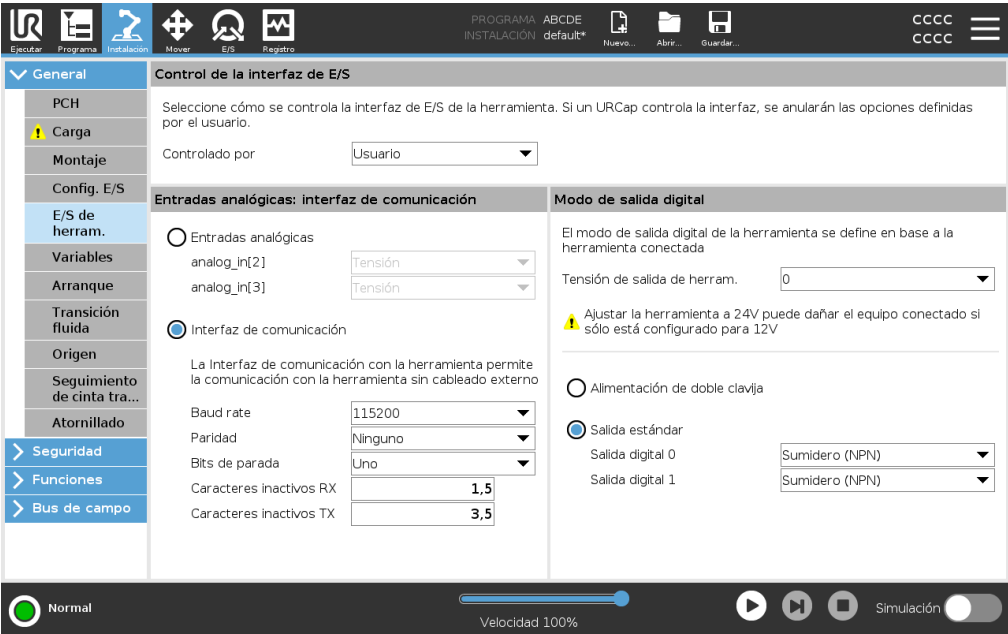 UR
PROGRAMA ABCDE
INSTALACIÓN default*
CCCC
CCCC
Ejecutar
Programa
Instalación
Mover
E/S
Registro
Nuevo...
Abrir...
Guardar...
General
PCH
Carga
Montaje
Config. E/S
E/S de
herram.
Variables
Arranque
Transición
fluida
Origen
Seguimiento
de cinta tra...
Atornillado
Seguridad
Funciones
Bus de campo
Control de la interfaz de E/S
Seleccione cómo se controla la interfaz de E/S de la herramienta. Si un URCap controla la interfaz, se anularán las opciones definidas
por el usuario.
Controlado por Usuario
Entradas analógicas: interfaz de comunicación
Entradas analógicas
analog_in[2] Tensión
analog_in[3] Tensión
Interfaz de comunicación
La Interfaz de comunicación con la herramienta permite
la comunicación con la herramienta sin cableado externo
Baud rate 115200
Paridad Ninguno
Bits de parada Uno
Caracteres inactivos RX 1,5
Caracteres inactivos TX 3,5
Modo de salida digital
El modo de salida digital de la herramienta se define en base a la
herramienta conectada
Tensión de salida de herram. 0
Ajustar la herramienta a 24V puede dañar el equipo conectado si
sólo está configurado para 12V
Alimentación de doble clavija
Salida estándar
Salida digital 0 Sumidero (NPN)
Salida digital 1 Sumidero (NPN)
Normal
Velocidad 100%
Simulación